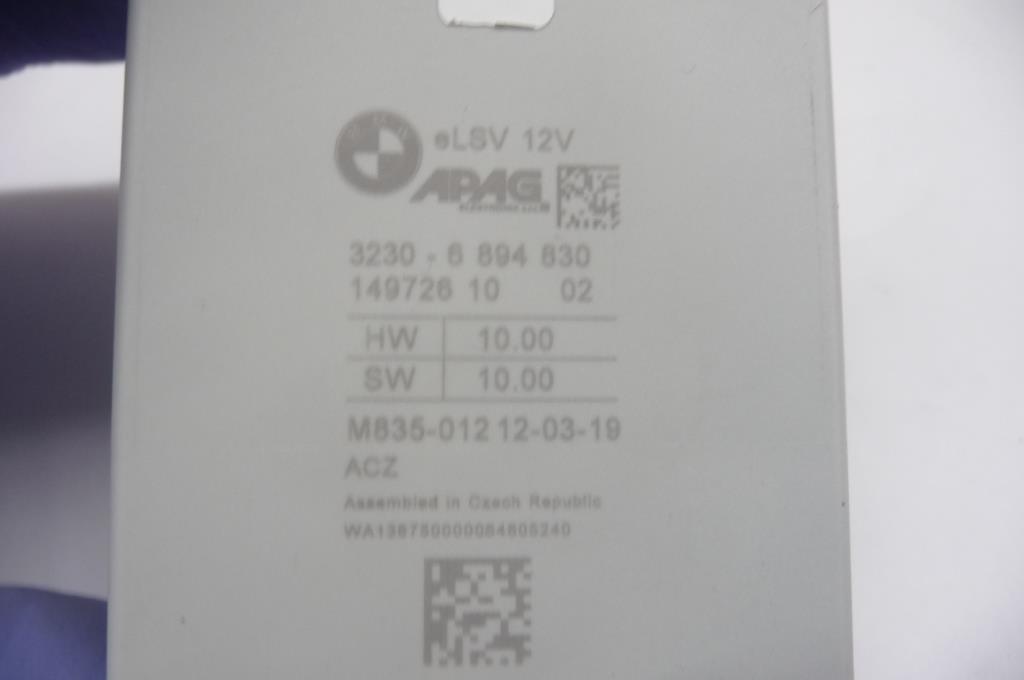 eLSV 12V
APAG
3230 - 6 894 830
149726 10 02
HW 10.00
SW 10.00
M835-012 12-03-19
ACZ
Assembled in Czech Republic